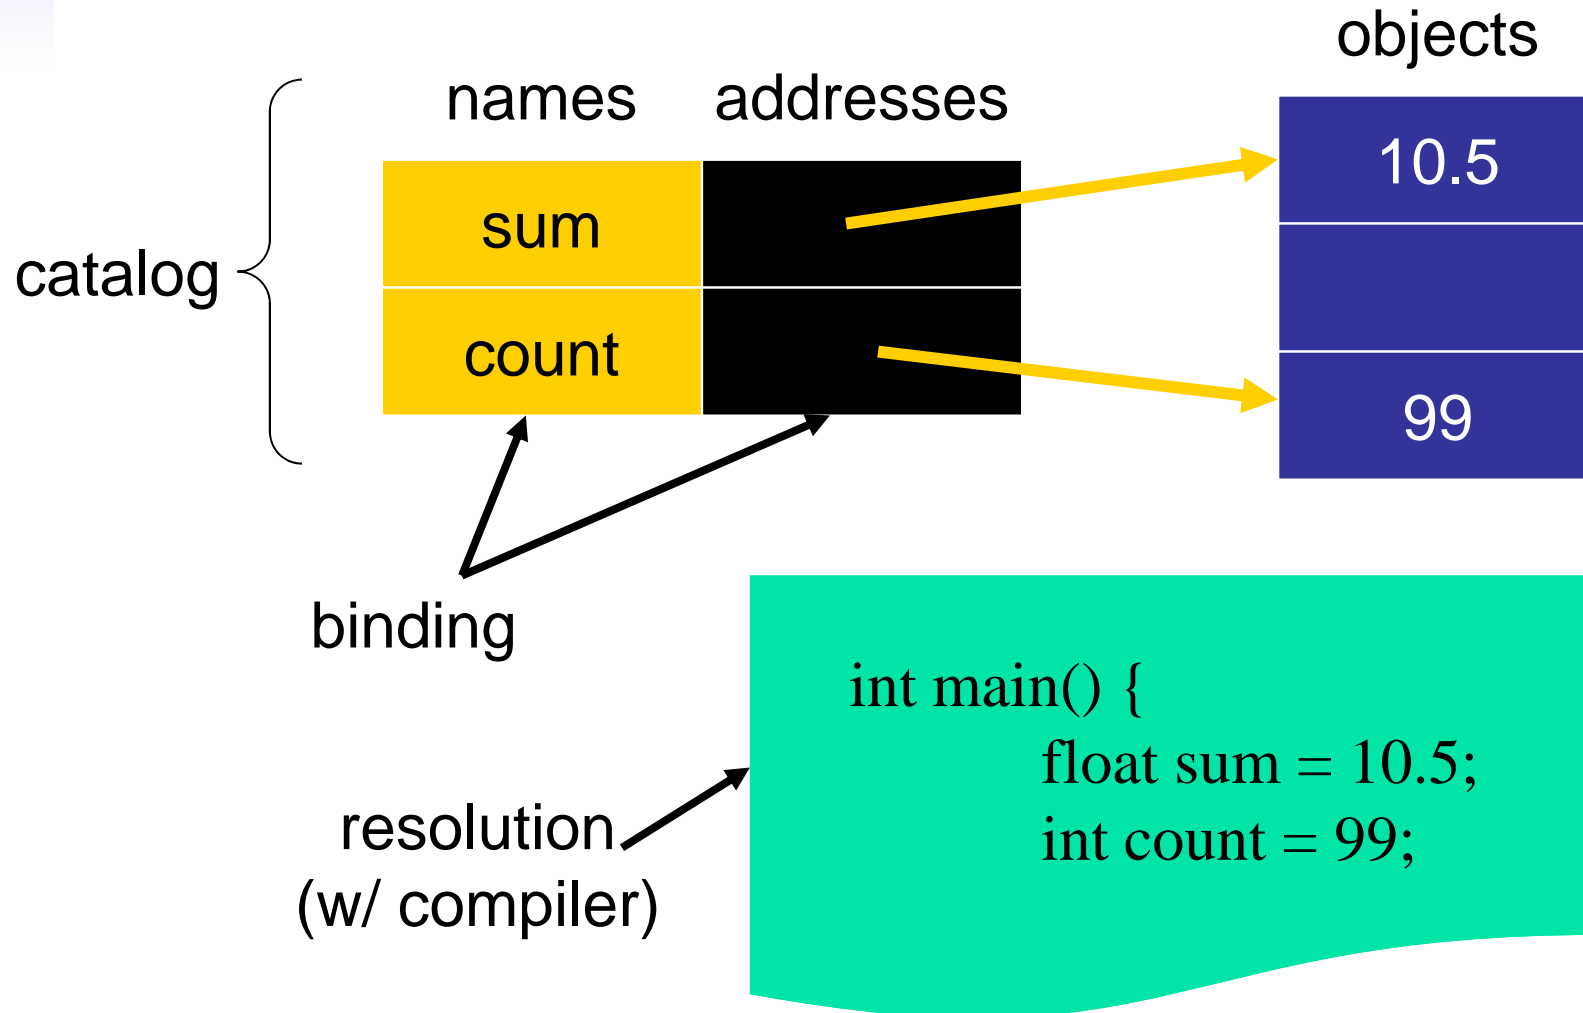 objects
names addresses
10.5
sum
catalog
count
99
binding
int main() {
float sum = 10.5;
int count = 99;
resolution
(w/ compiler)